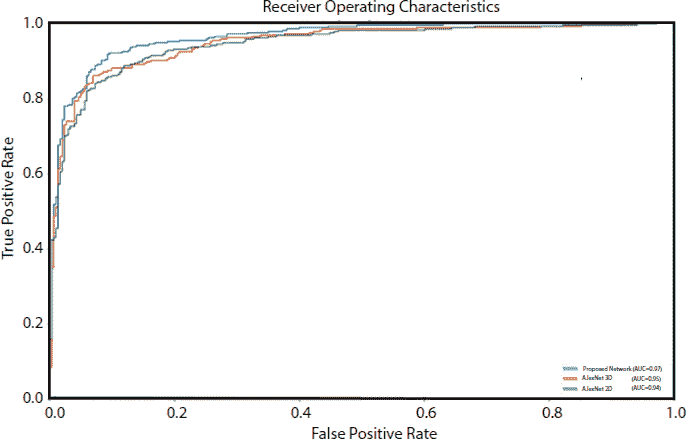 Receiver Operating Characteristics
1.0
0.8
0.6
0.4
0.2
0.0
True Positive Rate
0.0 0.2 0.4 0.6 0.8 1.0
False Positive Rate
Proposed Network (AUC=0.97)
AlexNet 3D (AUC=0.95)
AlexNet 2D (AUC=0.94)